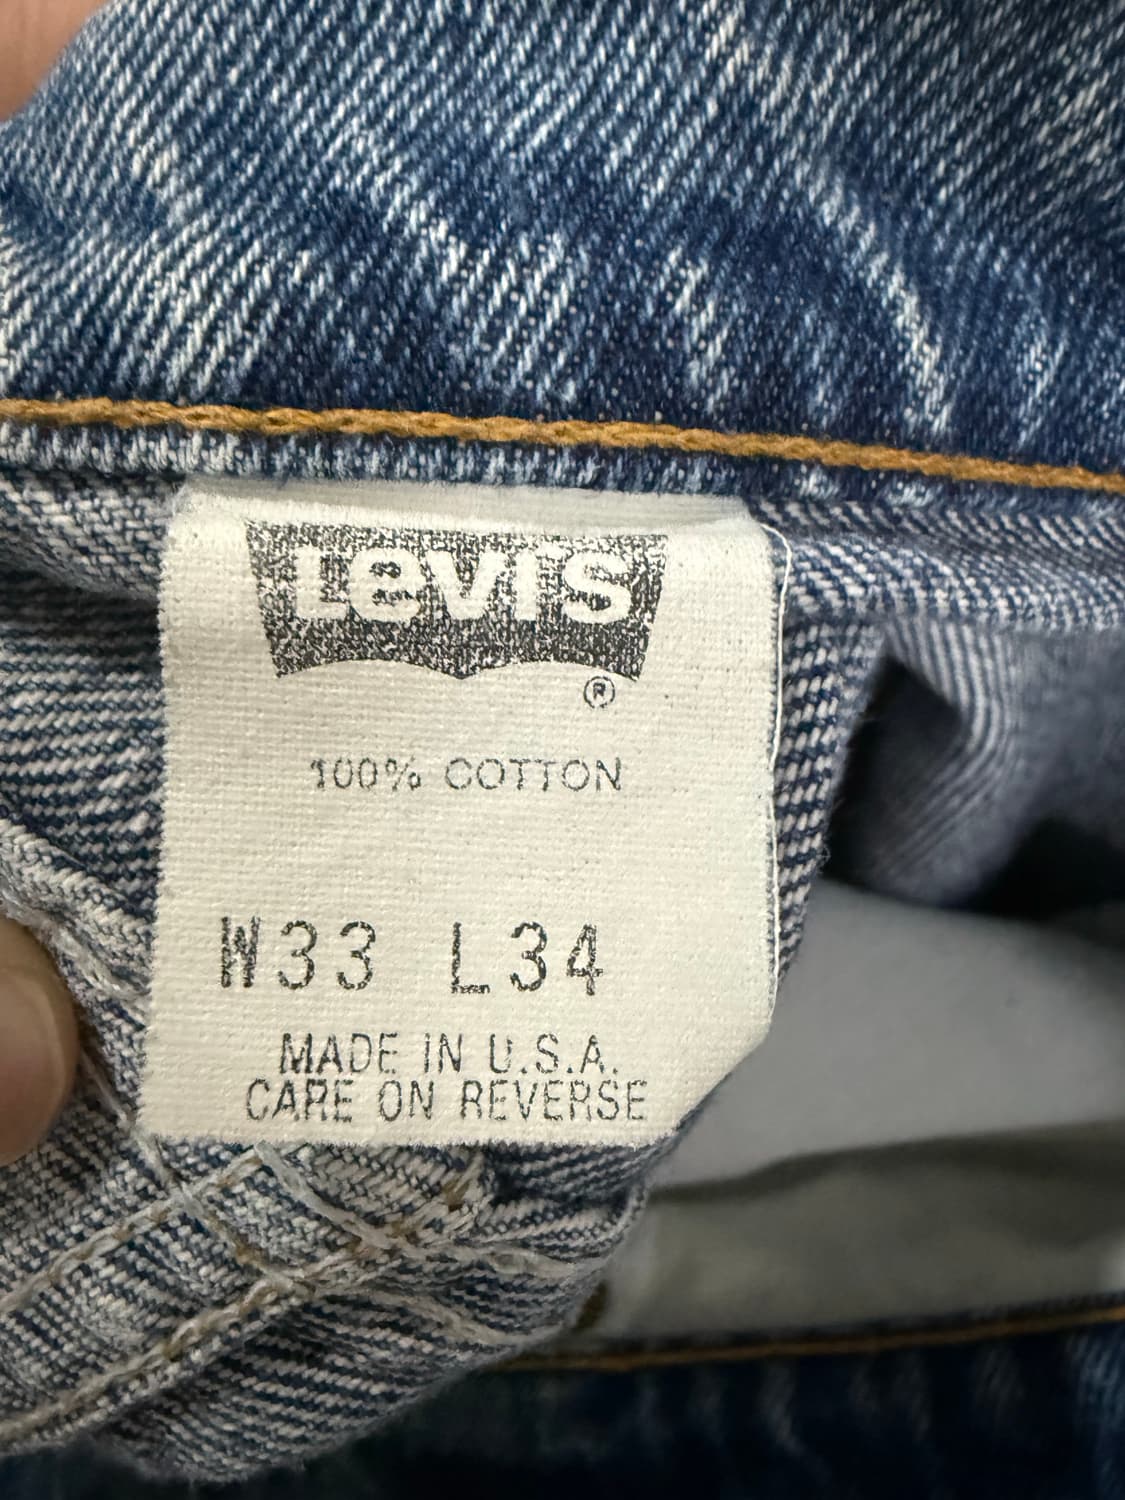 Levi's
®
100% COTTON
W33 L34
MADE IN U.S.A.
CARE ON REVERSE